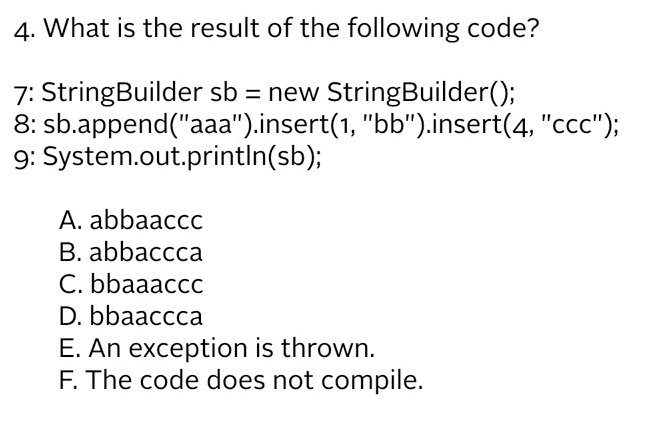 4. What is the result of the following code?
7: StringBuilder sb = new StringBuilder();
8: sb.append("aaa").insert(1, "bb").insert(4, "ccc");
9: System.out.println(sb);
A. abbaaccc
B. abbaccca
C. bbaaaccc
D. bbaaccca
E. An exception is thrown.
F. The code does not compile.